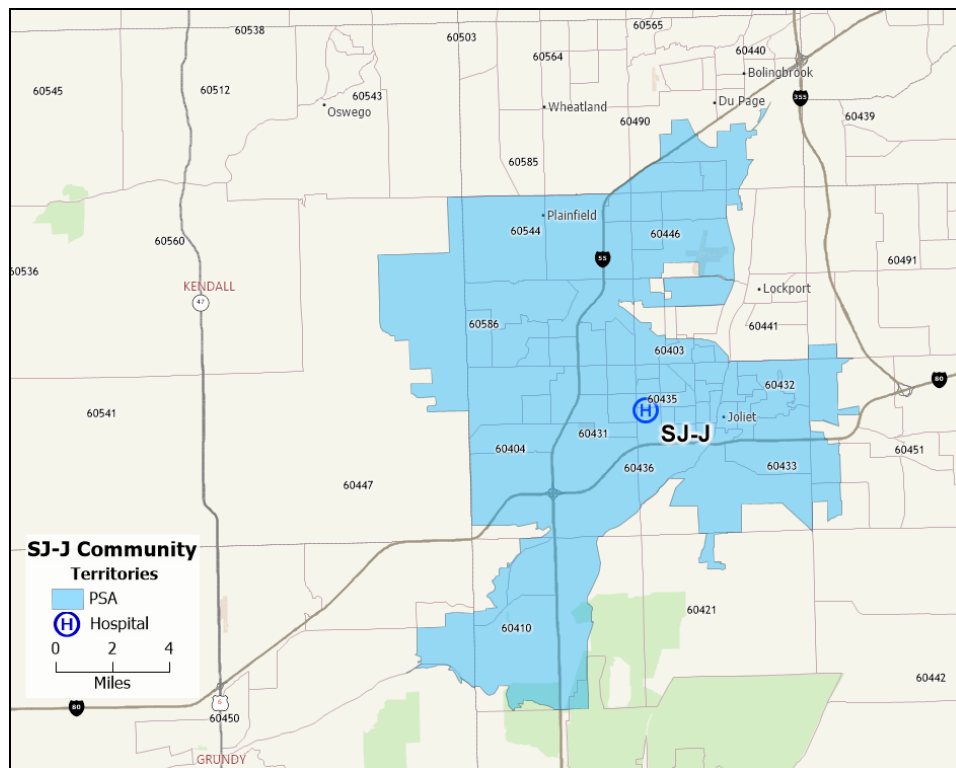 60538
60503
60565
60440
60564
Bolingbrook
60545
60512
60543
Oswego
Wheatland
Du Page
355
60439
60490
60585
Plainfield
60544
60446
60560
55
60491
60536
KENDALL
47
Lockport
60586
60441
60403
60432
80
60541
60435
H
Joliet
60431
SJ-J
60404
60451
60436
60433
60447
SJ-J Community
Territories
PSA
H Hospital
0 2 4
Miles
60421
60410
60442
6
80
60450
GRUNDY